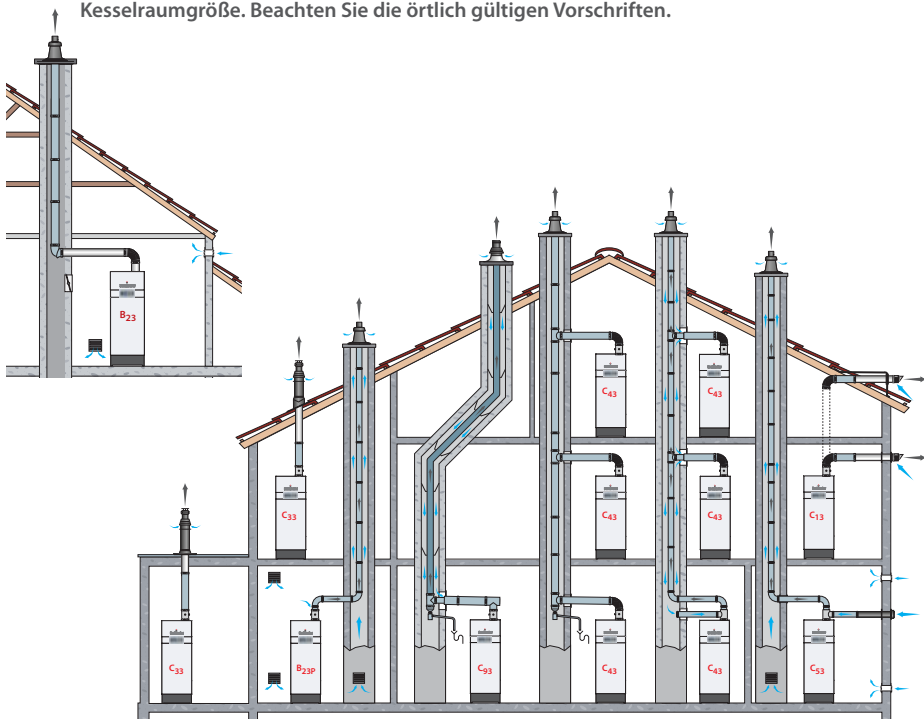 Kesselraumgröße. Beachten Sie die örtlich gültigen Vorschriften.
B23
C43 C43
C33 C43 C43 C13
C33 B23P C93 C43 C43 C53